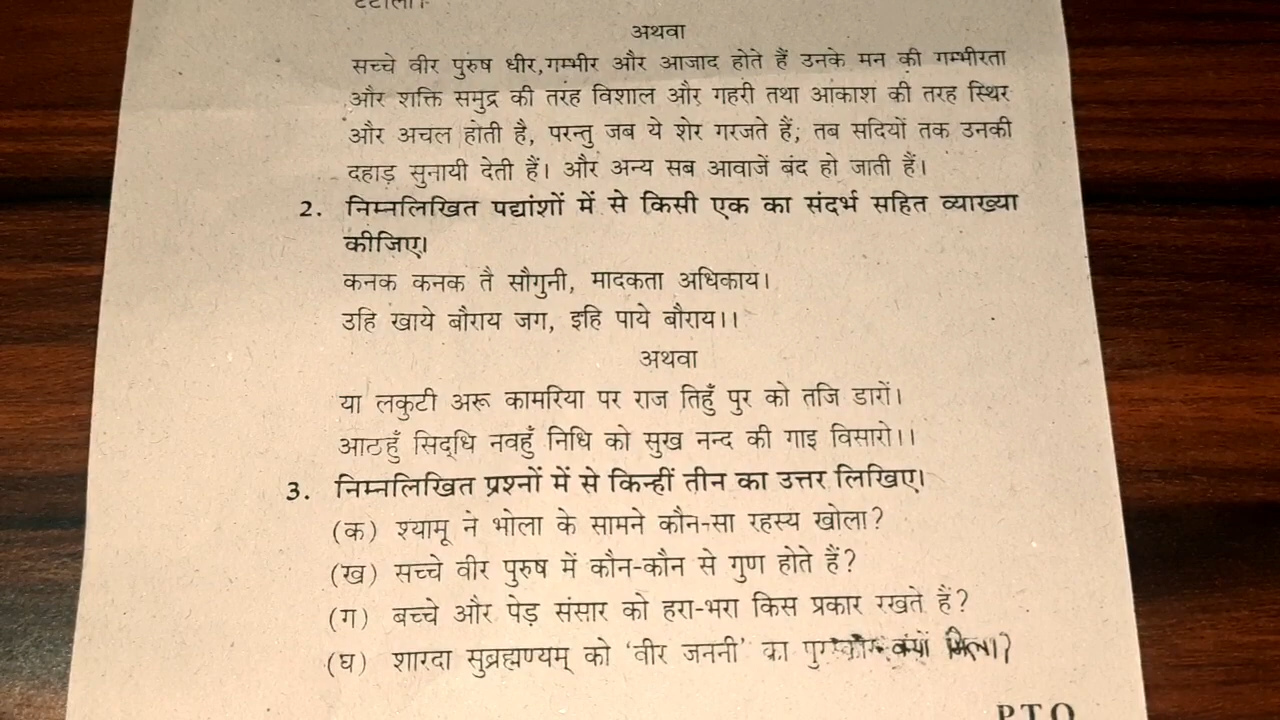 अथवा
सच्चे वीर पुरुष धीर,गम्भीर और आजाद होते हैं उनके मन की गम्भीरता
और शक्ति समुद्र की तरह विशाल और गहरी तथा आकाश की तरह स्थिर
और अचल होती है, परन्तु जब ये शेर गरजते हैं; तब सदियों तक उनकी
दहाड़ सुनायी देती हैं। और अन्य सब आवाजें बंद हो जाती हैं।
2. निम्नलिखित पद्यांशों में से किसी एक का संदर्भ सहित व्याख्या
कीजिए।
कनक कनक तै सौगुनी, मादकता अधिकाय।
उहि खाये बौराय जग, इहि पाये बौराय।।
अथवा
या लकुटी अरू कामरिया पर राज तिहुँ पुर को तजि डारों।
आठहुँ सिद्धि नवहुँ निधि को सुख नन्द की गाइ विसारो।।
3. निम्नलिखित प्रश्नों में से किन्हीं तीन का उत्तर लिखिए।
(क) श्यामू ने भोला के सामने कौन-सा रहस्य खोला?
(ख) सच्चे वीर पुरुष में कौन-कौन से गुण होते हैं?
(ग) बच्चे और पेड़ संसार को हरा-भरा किस प्रकार रखते हैं?
(घ) शारदा सुब्रह्मण्यम् को 'वीर जननी' का क्यों मिला?
P.T.O